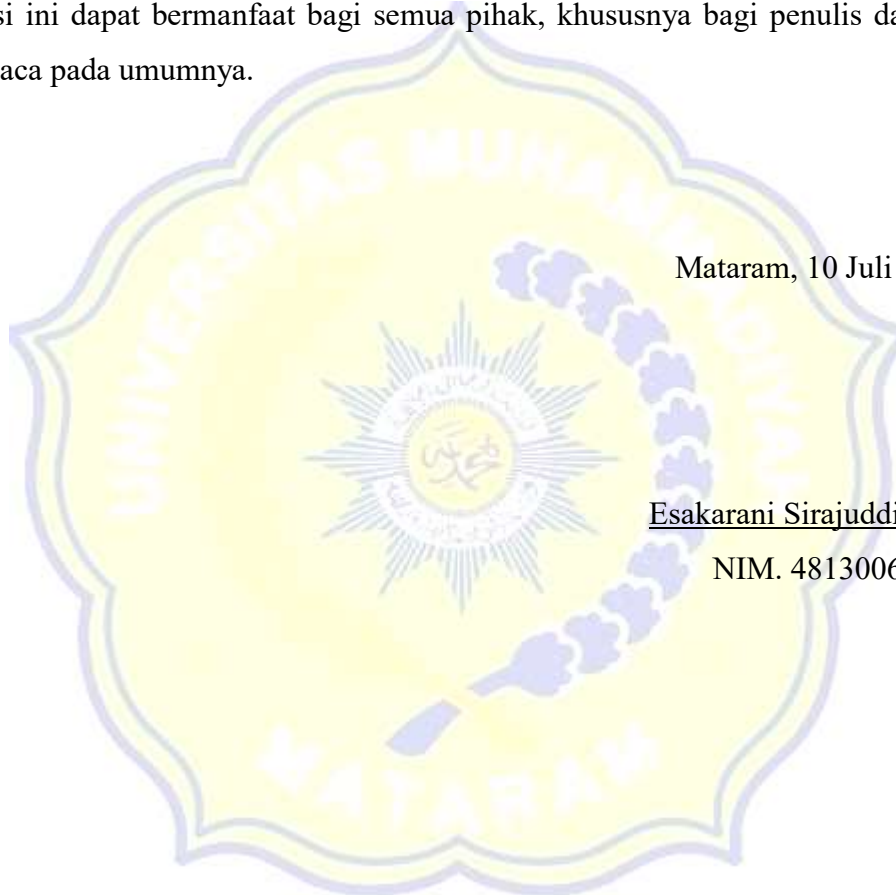 si ini dapat bermanfaat bagi semua pihak, khususnya bagi penulis da
aca pada umumnya.
UNIVERSITAS MUHAMMADIYAH
Mataram, 10 Juli
Esakarani Sirajuddi
NIM. 4813006
MATARAM